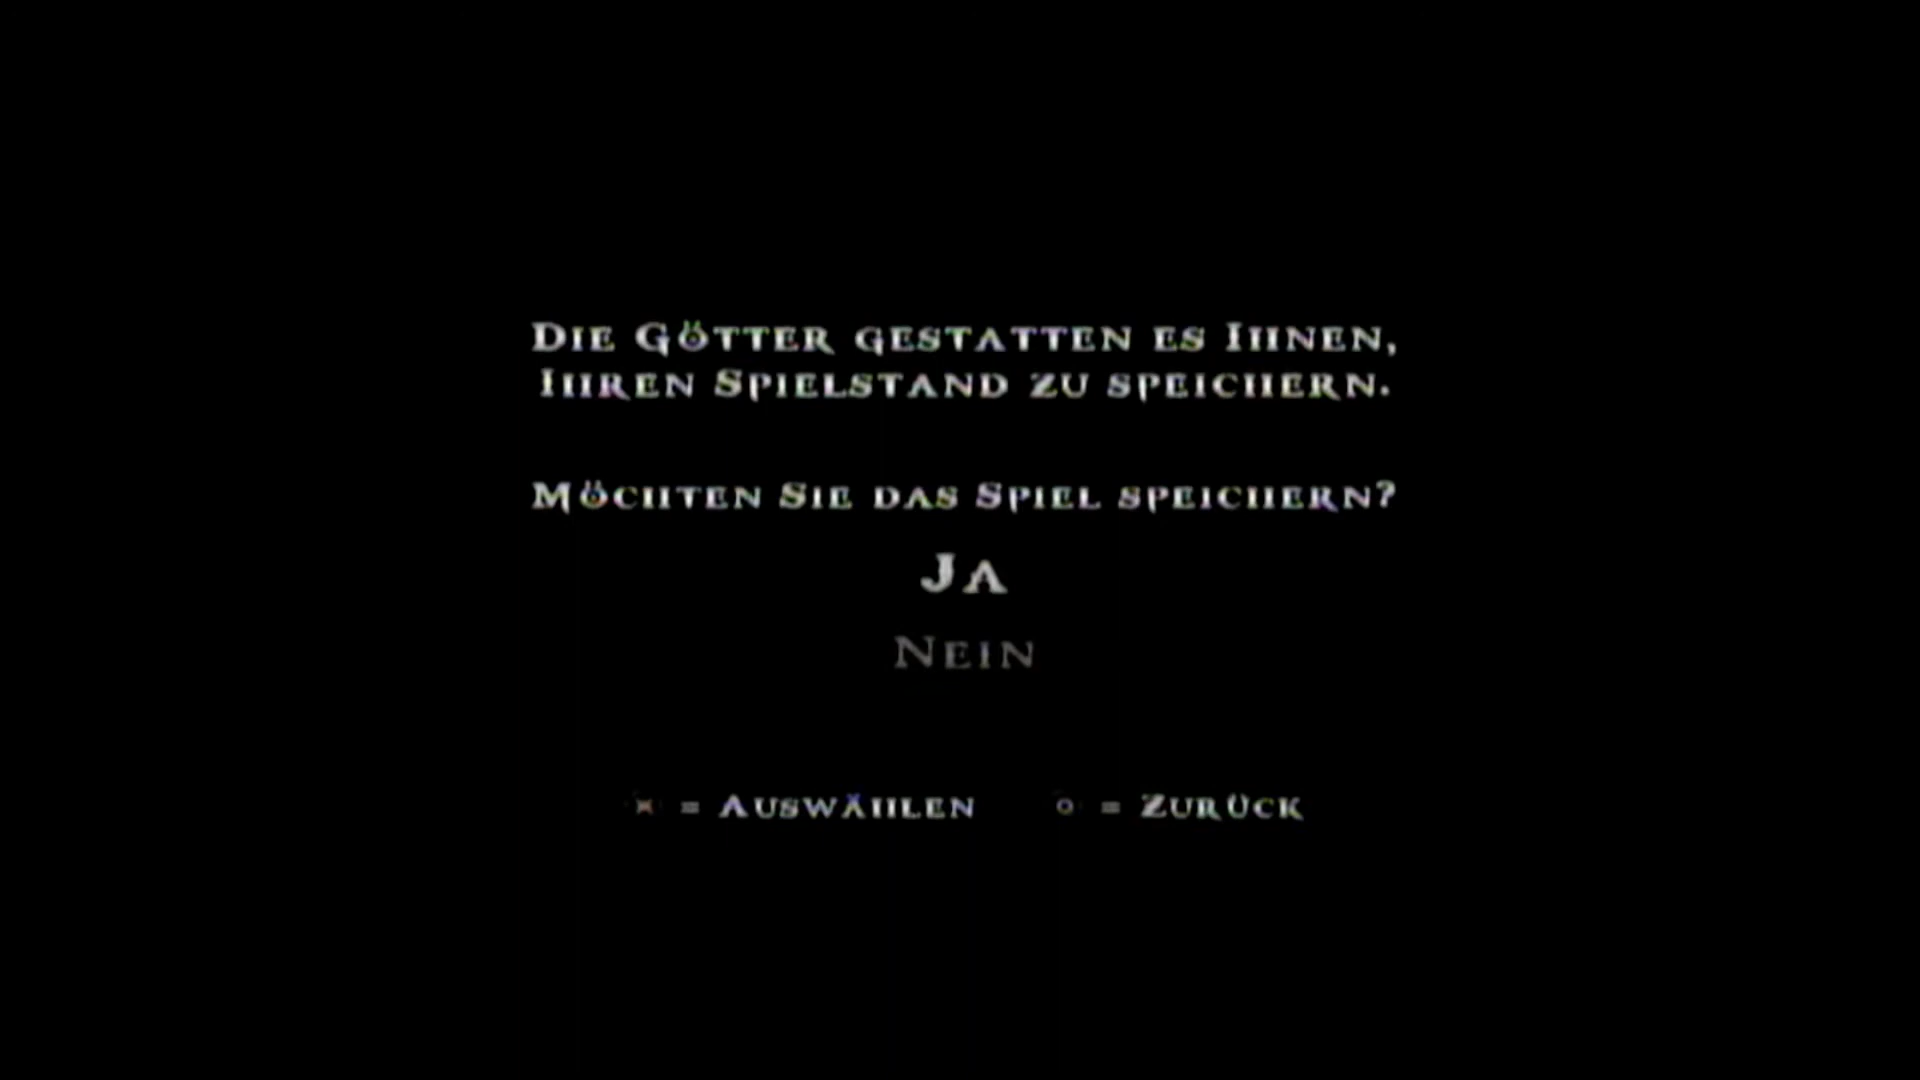 Die Götter gestatten es Ihnen,
Ihren Spielstand zu speichern.
Möchten Sie das Spiel speichern?
Ja
Nein
✕ = Auswählen ○ = Zurück